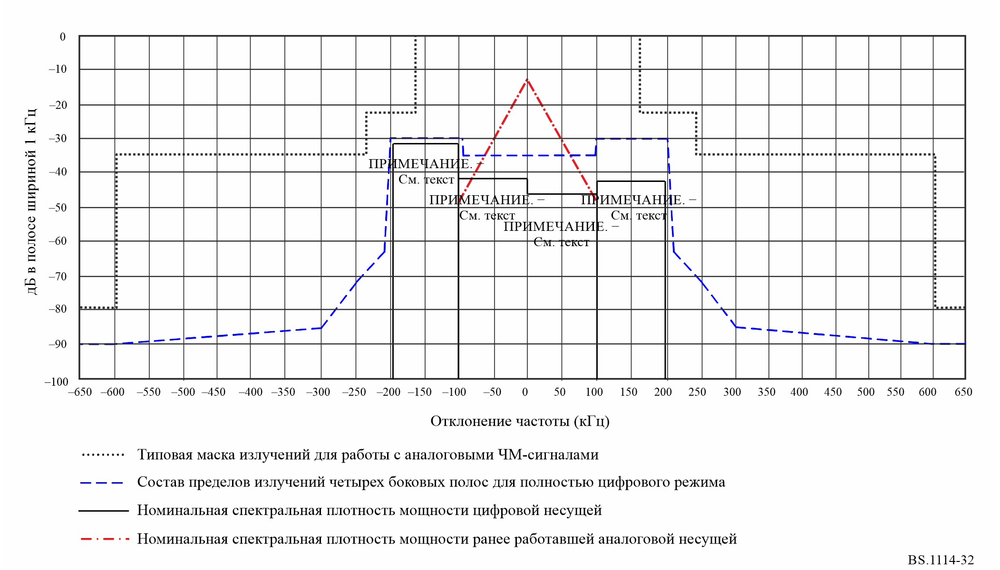 0
–10
–20
–30
–40
–50
–60
–70
–80
–90
–100
дБ в полосе шириной 1 кГц
ПРИМЕЧАНИЕ. –
См. текст
ПРИМЕЧАНИЕ. –
См. текст
ПРИМЕЧАНИЕ. –
См. текст
ПРИМЕЧАНИЕ. –
См. текст
–650 –600 –550 –500 –450 –400 –350 –300 –250 –200 –150 –100 –50 0 50 100 150 200 250 300 350 400 450 500 550 600 650
Отклонение частоты (кГц)
Типовая маска излучений для работы с аналоговыми ЧМ-сигналами
Состав пределов излучений четырех боковых полос для полностью цифрового режима
Номинальная спектральная плотность мощности цифровой несущей
Номинальная спектральная плотность мощности ранее работавшей аналоговой несущей
BS.1114-32